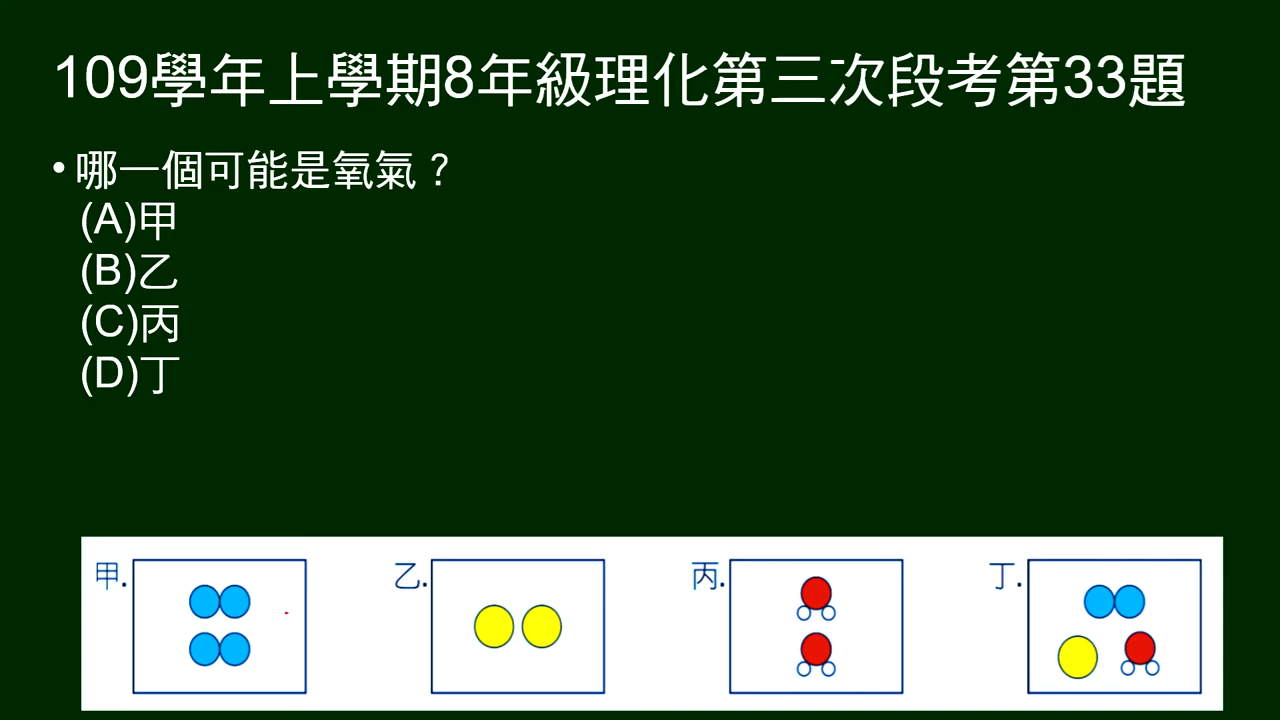 109學年上學期8年級理化第三次段考第33題
• 哪一個可能是氧氣？
(A)甲
(B)乙
(C)丙
(D)丁
甲. 乙. 丙. 丁.